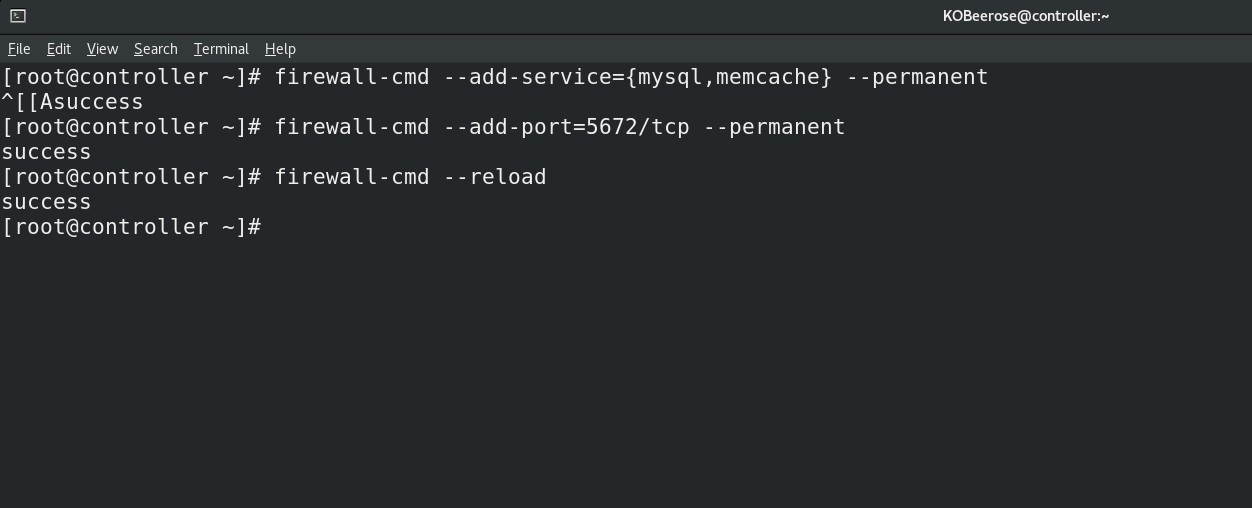 KOBeerose@controller:~
File Edit View Search Terminal Help
[root@controller ~]# firewall-cmd --add-service={mysql,memcache} --permanent
^[[Asuccess
[root@controller ~]# firewall-cmd --add-port=5672/tcp --permanent
success
[root@controller ~]# firewall-cmd --reload
success
[root@controller ~]#